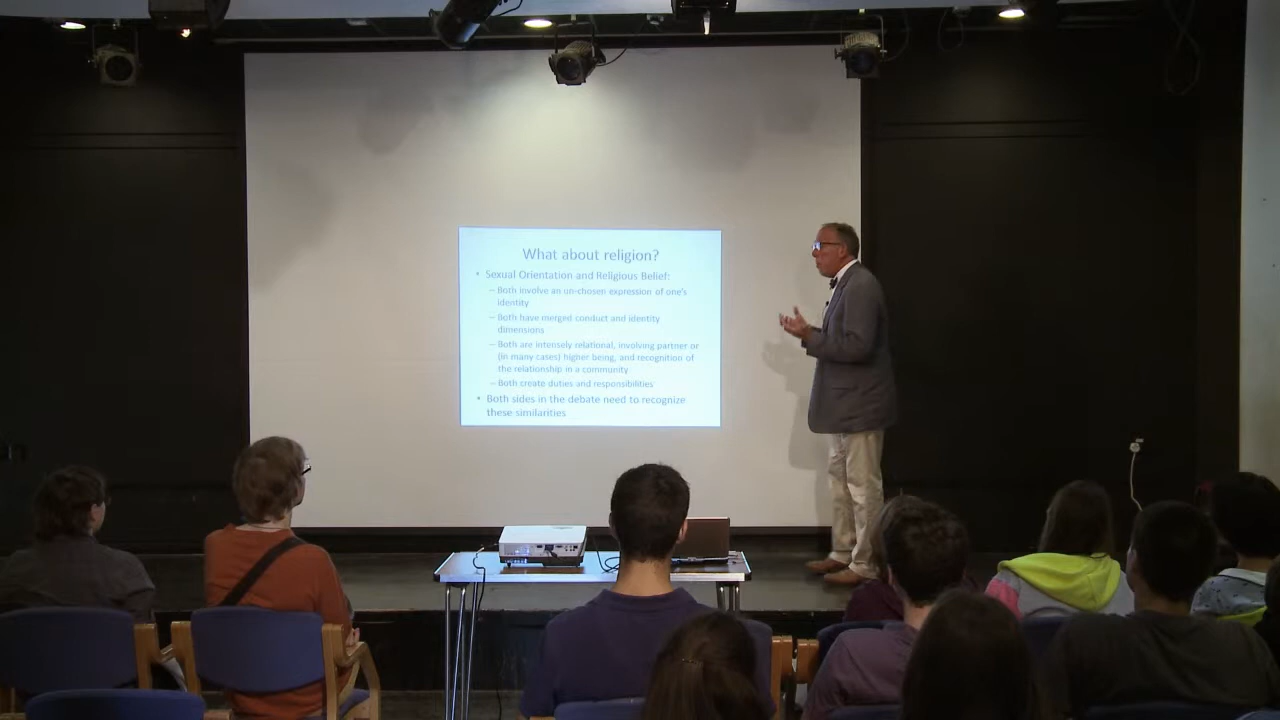 What about religion?
• Sexual Orientation and Religious Belief:
– Both involve an un-chosen expression of one's
identity
– Both have merged conduct and identity
dimensions
– Both are intensely relational, involving partner or
(in many cases) higher being, and recognition of
the relationship in a community
– Both create duties and responsibilities
• Both sides in the debate need to recognize
these similarities